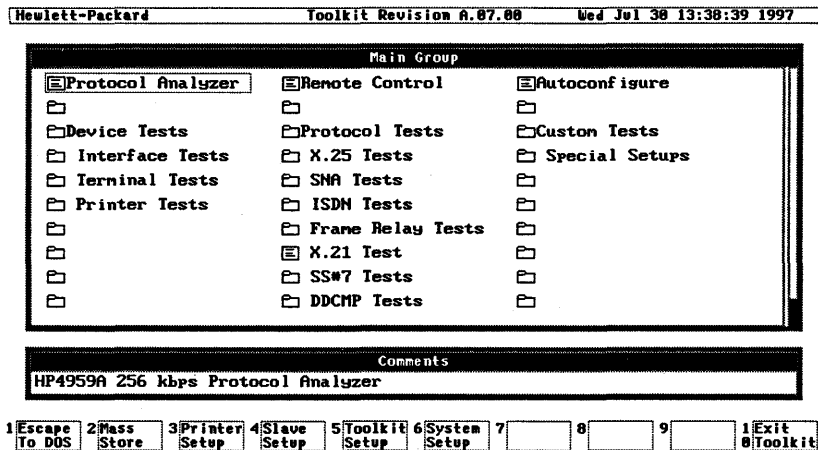 Hewlett-Packard Toolkit Revision A.07.00 Wed Jul 30 13:38:39 1997
Main Group
Protocol Analyzer Remote Control Autoconfigure
Device Tests Protocol Tests Custom Tests
Interface Tests X.25 Tests Special Setups
Terminal Tests SNA Tests
Printer Tests ISDN Tests
Frame Relay Tests
X.21 Test
SS#7 Tests
DDCMP Tests
Comments
HP4959A 256 kbps Protocol Analyzer
1 Escape 2 Mass 3 Printer 4 Slave 5 Toolkit 6 System 7 8 9 1 Exit
To DOS Store Setup Setup Setup Setup 0 Toolkit